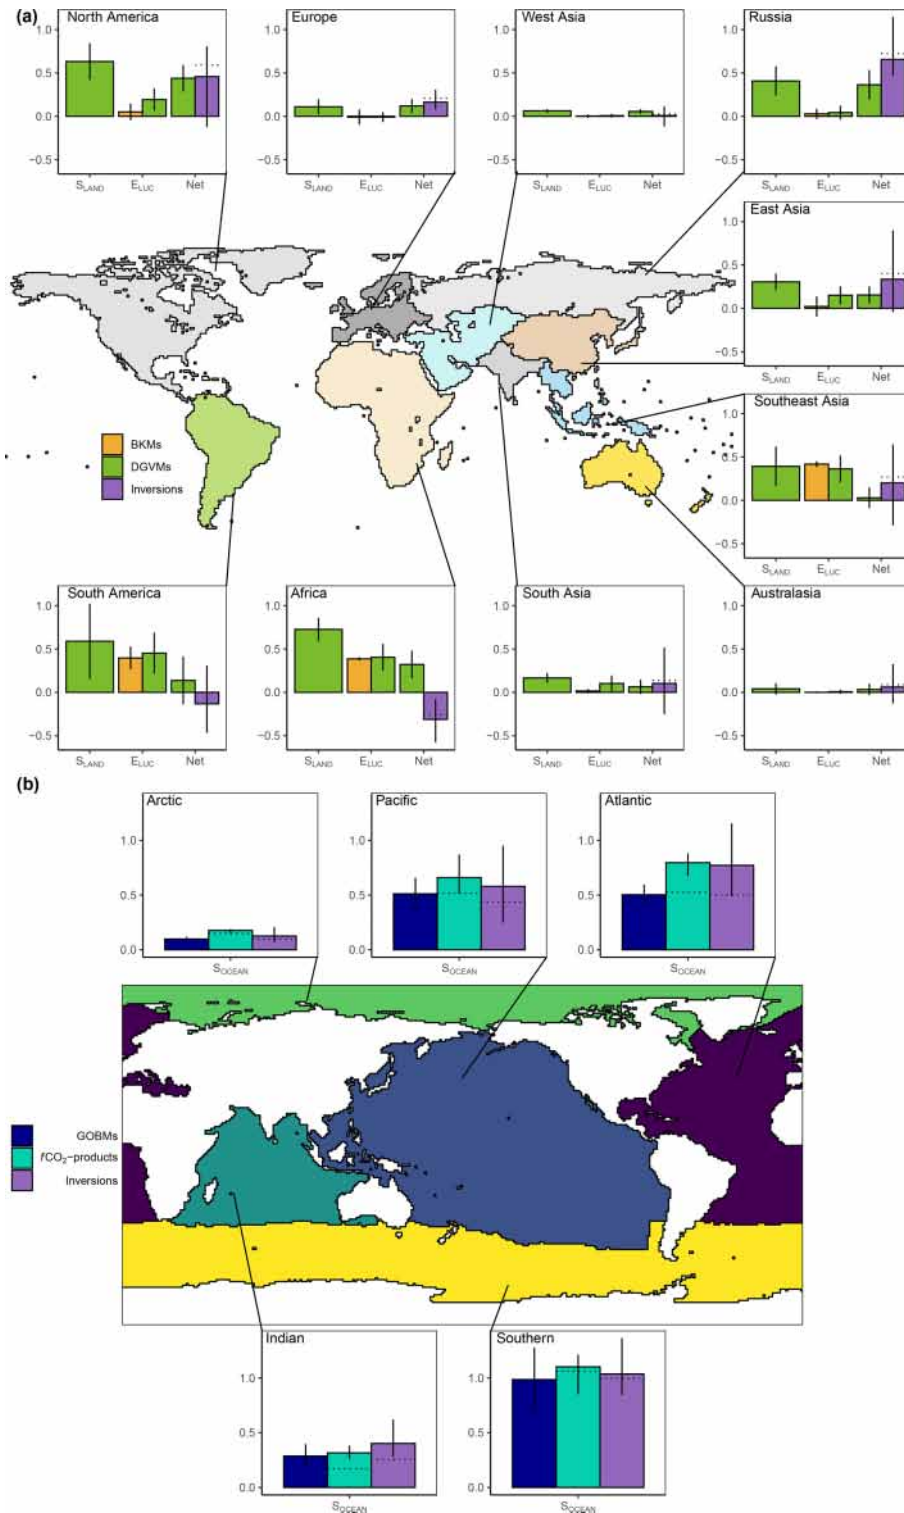 (a)
North America
Europe
West Asia
Russia
1.0
0.5
0.0
−0.5
1.0
0.5
0.0
−0.5
1.0
0.5
0.0
−0.5
1.0
0.5
0.0
−0.5
SLAND ELUC Net
SLAND ELUC Net
SLAND ELUC Net
SLAND ELUC Net
East Asia
1.0
0.5
0.0
−0.5
SLAND ELUC Net
Southeast Asia
1.0
0.5
0.0
−0.5
SLAND ELUC Net
BKMs
DGVMs
Inversions
South America
Africa
South Asia
Australasia
1.0
0.5
0.0
−0.5
1.0
0.5
0.0
−0.5
1.0
0.5
0.0
−0.5
1.0
0.5
0.0
−0.5
SLAND ELUC Net
SLAND ELUC Net
SLAND ELUC Net
SLAND ELUC Net
(b)
Arctic
Pacific
Atlantic
1.0
0.5
0.0
1.0
0.5
0.0
1.0
0.5
0.0
SOCEAN
SOCEAN
SOCEAN
GOBMs
fCO2−products
Inversions
Indian
Southern
1.0
0.5
0.0
1.0
0.5
0.0
SOCEAN
SOCEAN